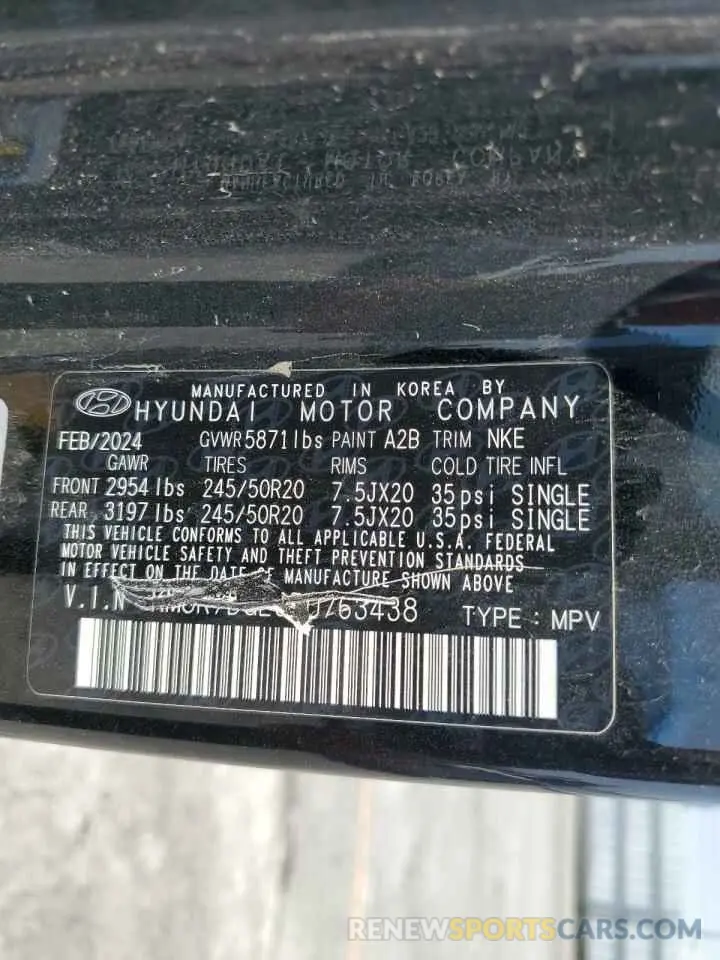 MANUFACTURED IN KOREA BY
HYUNDAI MOTOR COMPANY
FEB/2024 GVWR 5871lbs PAINT A2B TRIM NKE
GAWR TIRES RIMS COLD TIRE INFL
FRONT 2954 lbs 245/50R20 7.5JX20 35psi SINGLE
REAR 3197 lbs 245/50R20 7.5JX20 35psi SINGLE
THIS VEHICLE CONFORMS TO ALL APPLICABLE U.S.A. FEDERAL
MOTOR VEHICLE SAFETY AND THEFT PREVENTION STANDARDS
IN EFFECT ON THE DATE OF MANUFACTURE SHOWN ABOVE
V.I.N 0763438 TYPE : MPV
RENEWSPORTSCARS.COM